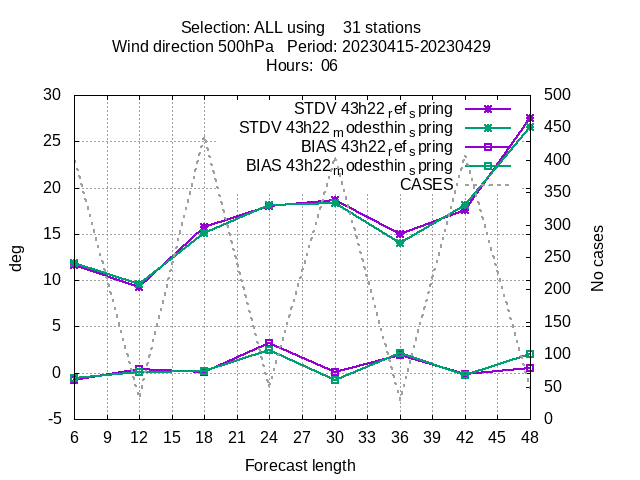 Selection: ALL using    31 stations
Wind direction 500hPa   Period: 20230415-20230429
Hours:  06
STDV 43h22_ref_spring
STDV 43h22_modesthin_spring
BIAS 43h22_ref_spring
BIAS 43h22_modesthin_spring
CASES
30
25
20
15
10
5
0
-5
deg
500
450
400
350
300
250
200
150
100
50
0
No cases
6 9 12 15 18 21 24 27 30 33 36 39 42 45 48
Forecast length